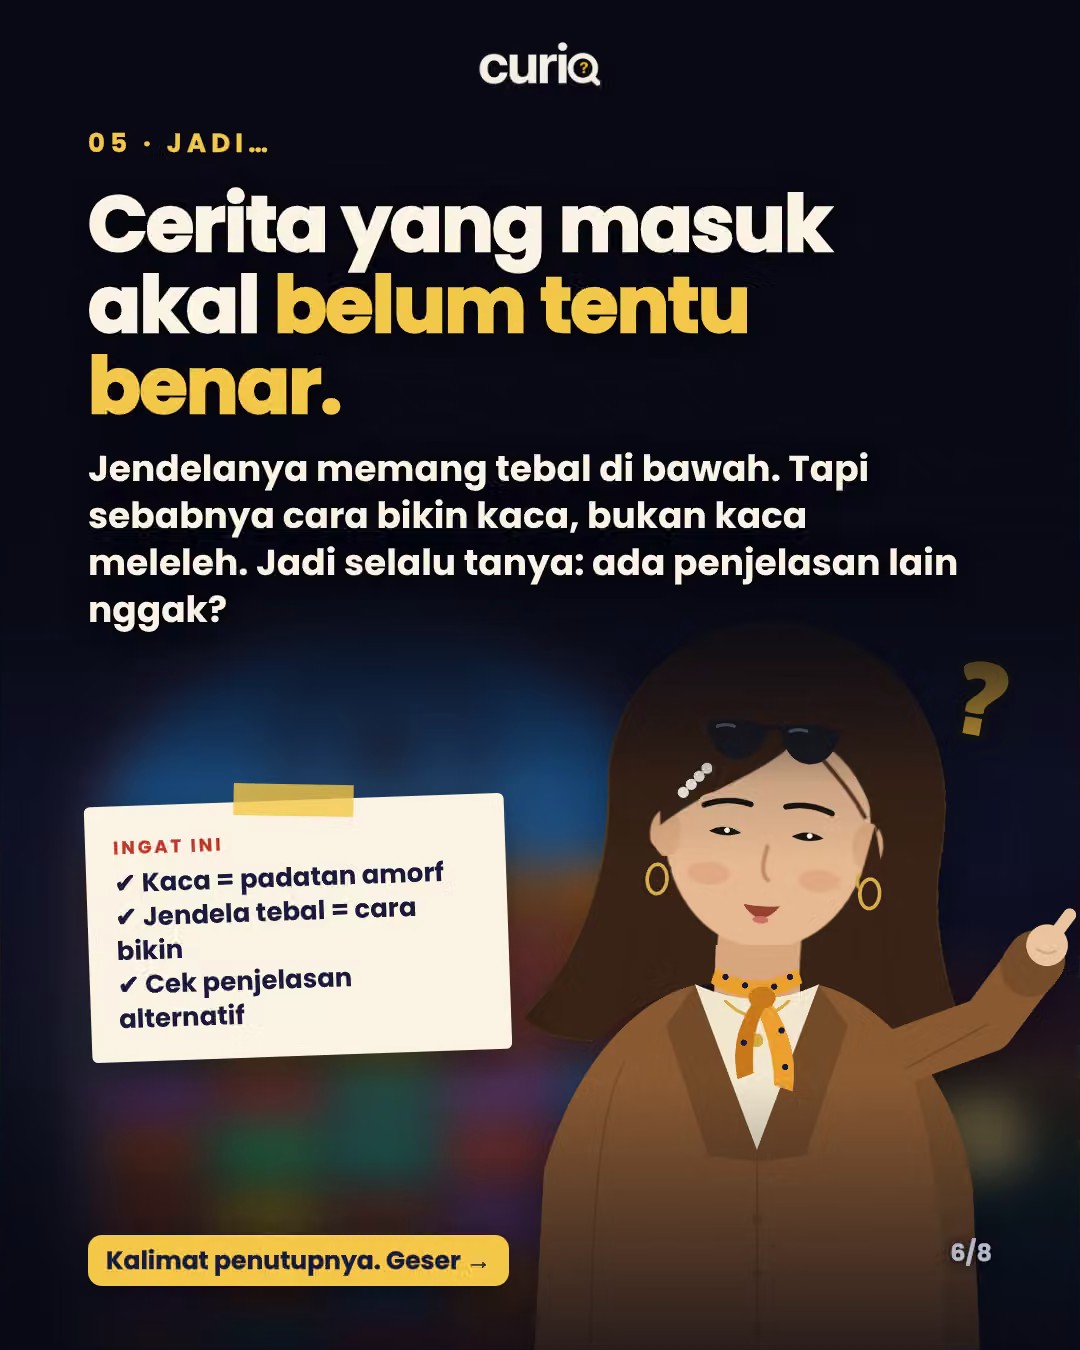 curio
05 · JADI…
Cerita yang masuk
akal belum tentu
benar.
Jendelanya memang tebal di bawah. Tapi
sebabnya cara bikin kaca, bukan kaca
meleleh. Jadi selalu tanya: ada penjelasan lain
nggak?
?
INGAT INI
✔ Kaca = padatan amorf
✔ Jendela tebal = cara
bikin
✔ Cek penjelasan
alternatif
Kalimat penutupnya. Geser →
6/8